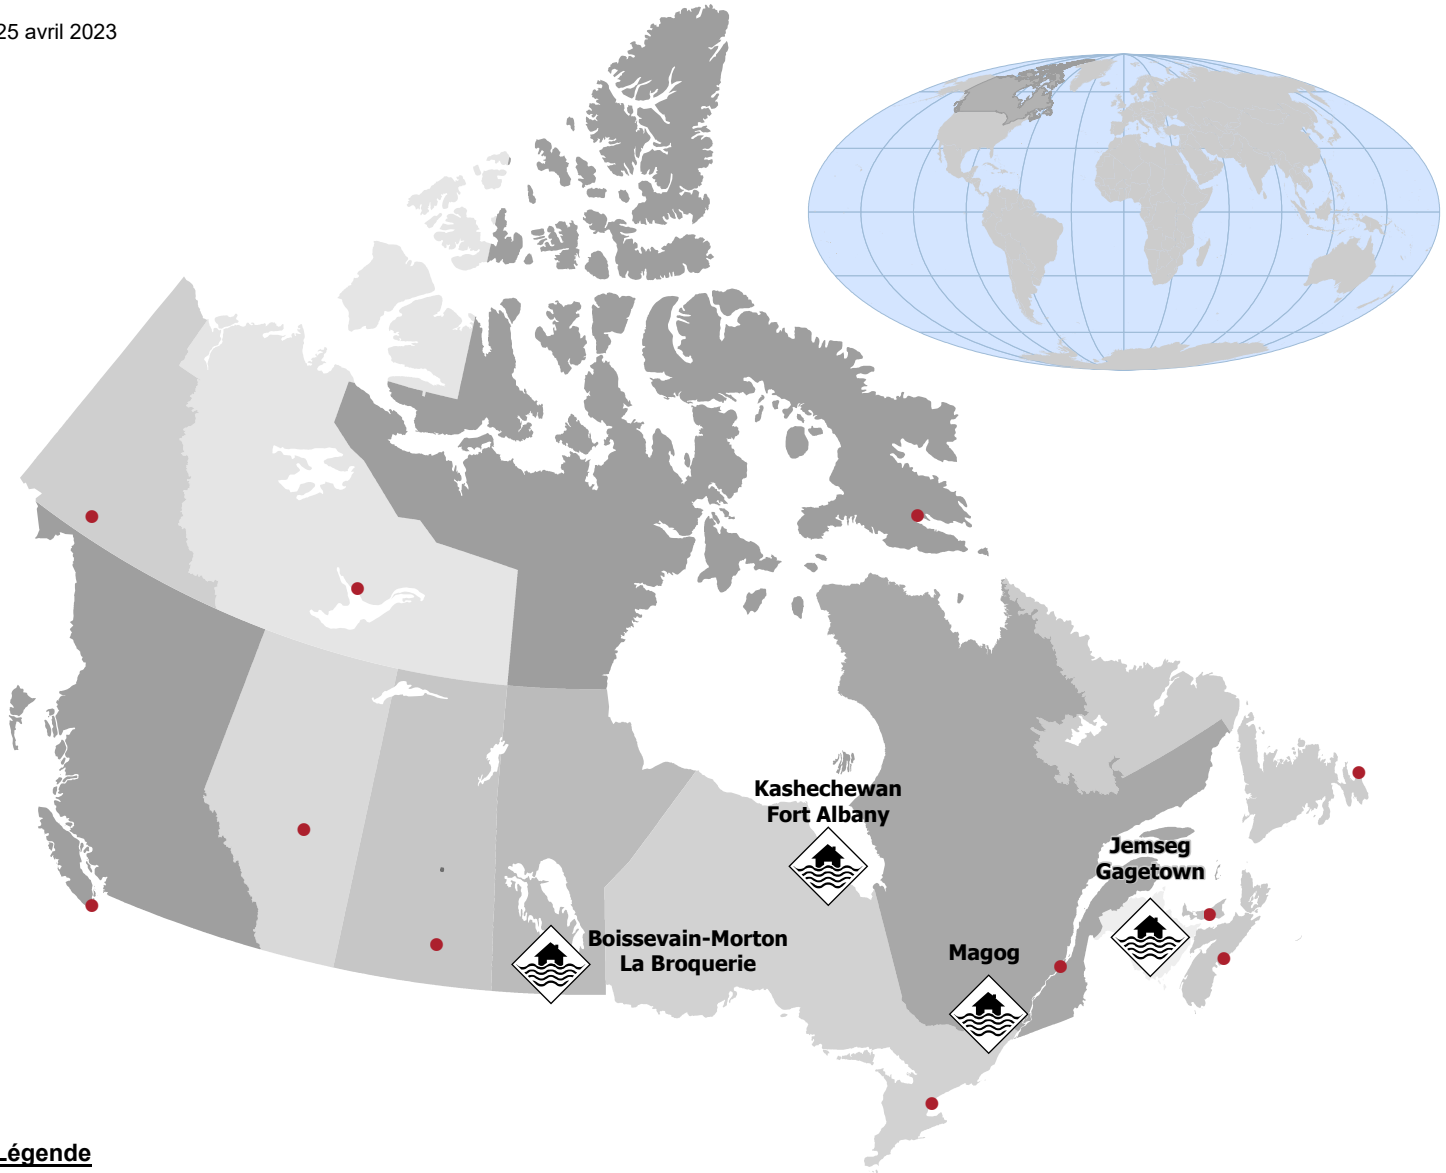 25 avril 2023
Kashechewan
Fort Albany
Jemseg
Gagetown
Boissevain-Morton
La Broquerie
Magog
Légende